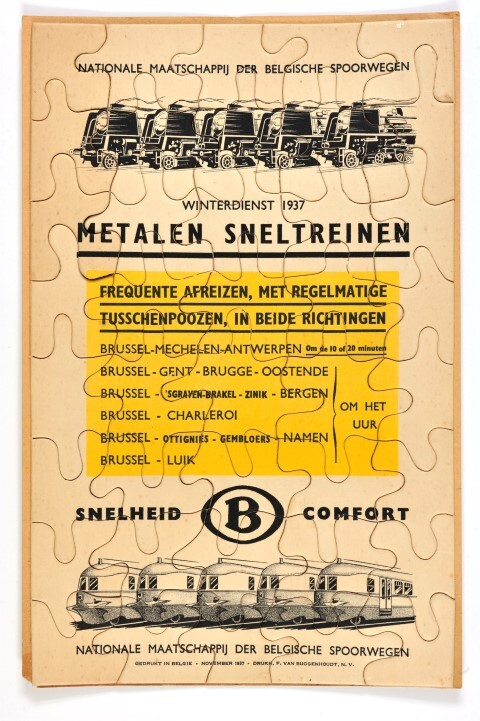 NATIONALE MAATSCHAPPIJ DER BELGISCHE SPOORWEGEN
WINTERDIENST 1937
METALEN SNELTREINEN
FREQUENTE AFREIZEN, MET REGELMATIGE
TUSSCHENPOOZEN, IN BEIDE RICHTINGEN
BRUSSEL-MECHELEN-ANTWERPEN Om de 10 of 20 minuten
BRUSSEL-GENT-BRUGGE-OOSTENDE
BRUSSEL - 'SGRAVEN-BRAKEL - ZINIK - BERGEN
BRUSSEL - CHARLEROI
BRUSSEL - OTTIGNIES - GEMBLOERS - NAMEN
BRUSSEL - LUIK
OM HET
UUR
SNELHEID B COMFORT
NATIONALE MAATSCHAPPIJ DER BELGISCHE SPOORWEGEN
GEDRUKT IN BELGIE - NOVEMBER 1937 - DRUKK. F. VAN BUGGENHOUDT, N. V.